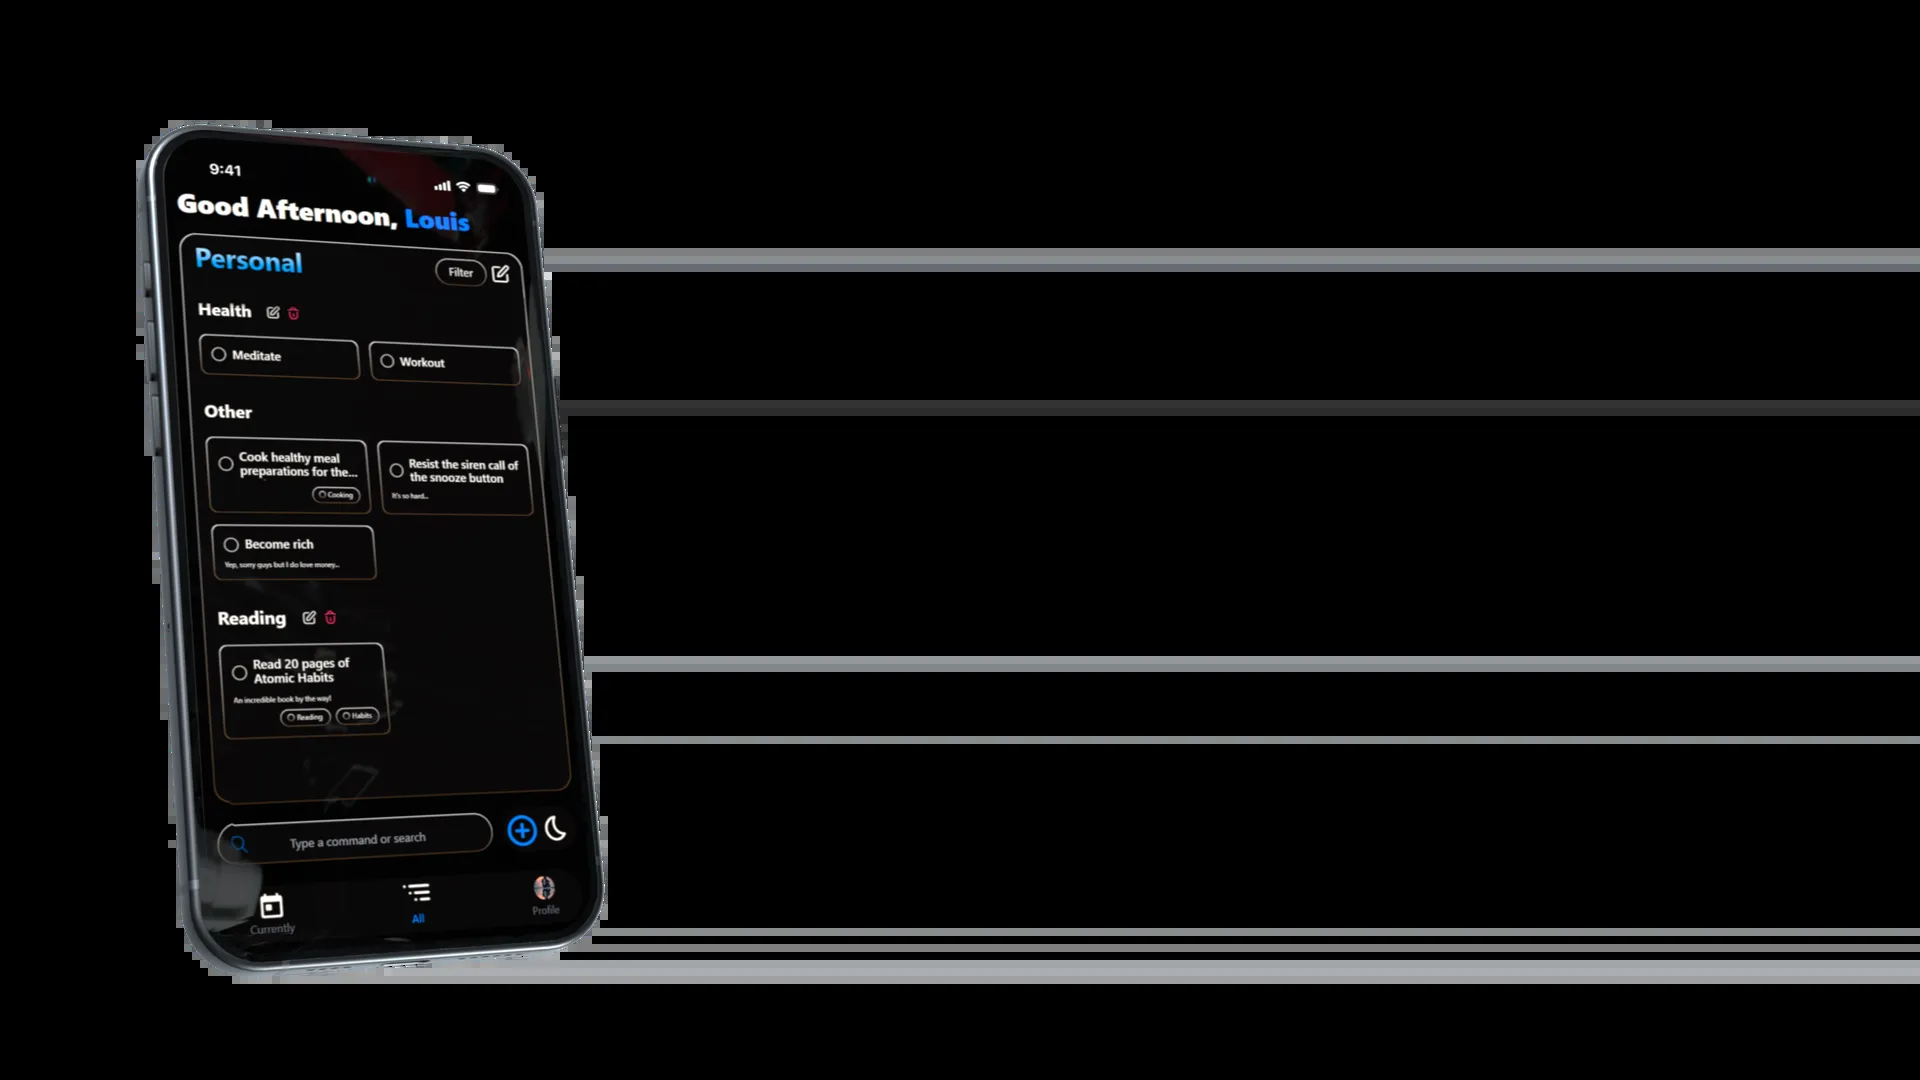 9:41
Good Afternoon, Louis
Personal
Filter
Health
Meditate
Workout
Other
Cook healthy meal
preparations for the...
Cooking
Resist the siren call of
the snooze button
It's so hard...
Become rich
Yep, sorry guys but I do love money...
Reading
Read 20 pages of
Atomic Habits
An incredible book by the way!
Reading
Habits
Type a command or search
Currently
All
Profile